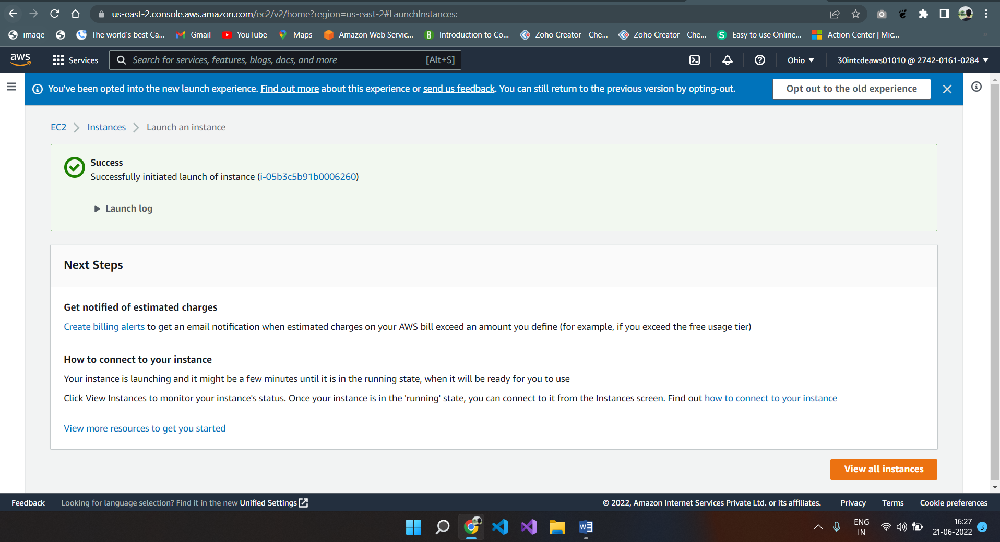 us-east-2.console.aws.amazon.com/ec2/v2/home?region=us-east-2#LaunchInstances:
image The world's best Ca... Gmail YouTube Maps Amazon Web Servic... Introduction to Co... Zoho Creator - Che... Zoho Creator - Che... Easy to use Online... Action Center | Mic... »
aws Services Search for services, features, blogs, docs, and more [Alt+S] Ohio 30intcdeaws01010 @ 2742-0161-0284
You've been opted into the new launch experience. Find out more about this experience or send us feedback. You can still return to the previous version by opting-out. Opt out to the old experience
EC2 Instances Launch an instance
Success
Successfully initiated launch of instance (i-05b3c5b91b0006260)
Launch log
Next Steps
Get notified of estimated charges
Create billing alerts to get an email notification when estimated charges on your AWS bill exceed an amount you define (for example, if you exceed the free usage tier)
How to connect to your instance
Your instance is launching and it might be a few minutes until it is in the running state, when it will be ready for you to use
Click View Instances to monitor your instance's status. Once your instance is in the 'running' state, you can connect to it from the Instances screen. Find out how to connect to your instance
View more resources to get you started
View all instances
Feedback Looking for language selection? Find it in the new Unified Settings © 2022, Amazon Internet Services Private Ltd. or its affiliates. Privacy Terms Cookie preferences
ENG 16:27
IN 21-06-2022 3